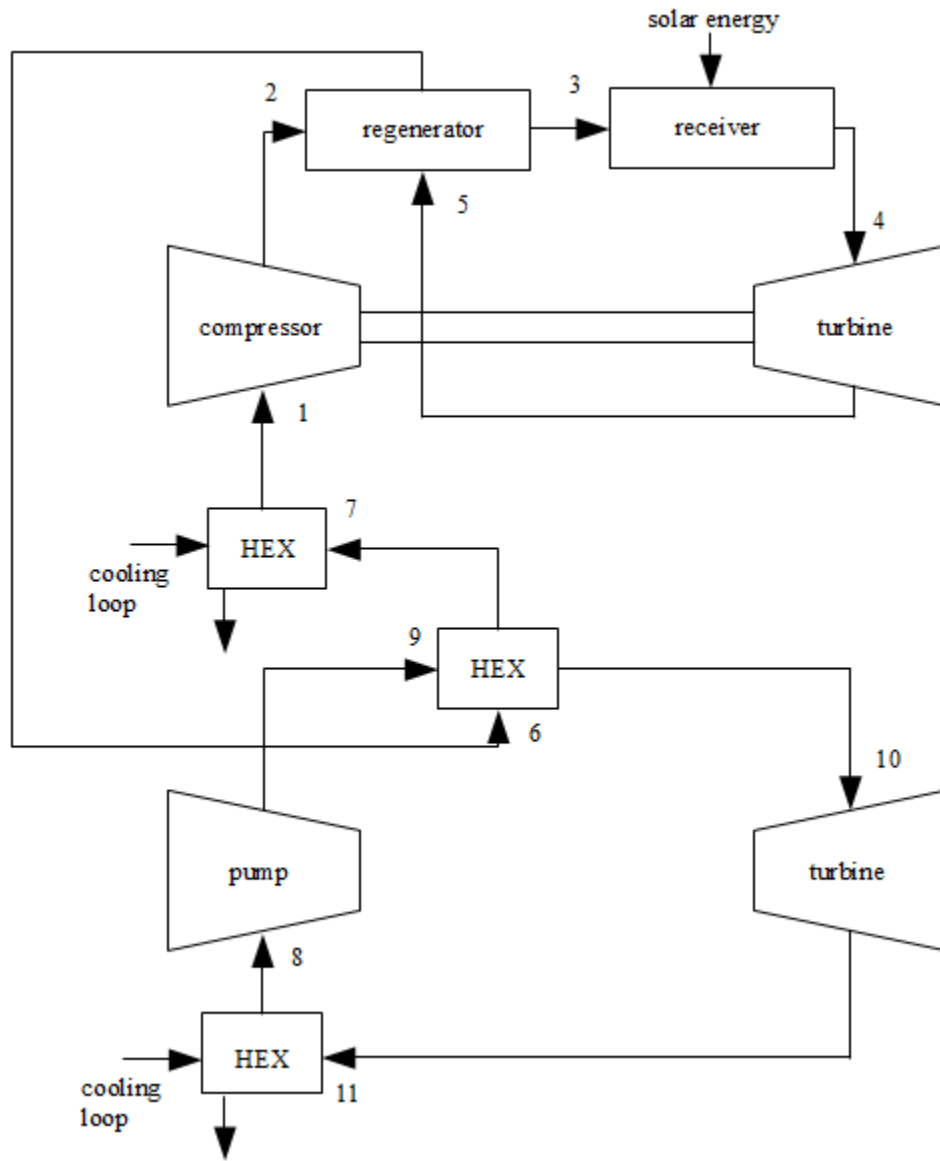 solar energy
2
3
regenerator
receiver
5
4
compressor
turbine
1
7
HEX
cooling
loop
9
HEX
6
10
pump
turbine
8
HEX
cooling
loop
11